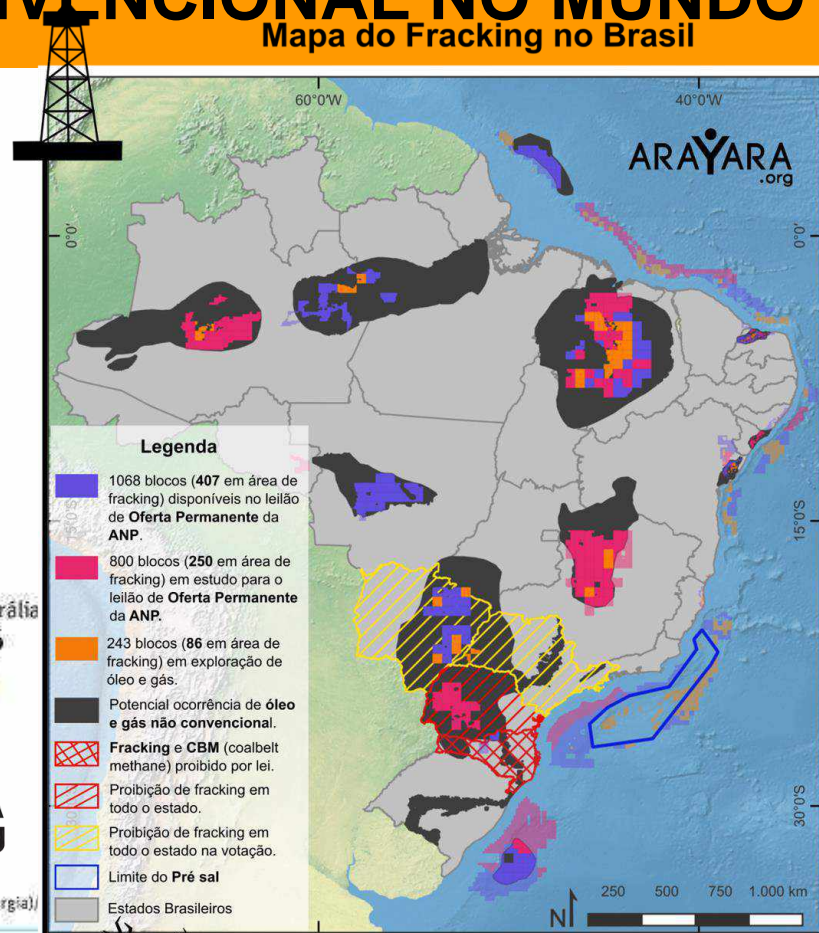 VENCIONAL NO MUNDO
Mapa do Fracking no Brasil
60°0'W
40°0'W
ARAYARA
.org
0°0'
0°0'
Legenda
1068 blocos (407 em área de
fracking) disponíveis no leilão
de Oferta Permanente da
ANP.
15°0'S
800 blocos (250 em área de
fracking) em estudo para o
leilão de Oferta Permanente
da ANP.
rália
243 blocos (86 em área de
fracking) em exploração de
óleo e gás.
Potencial ocorrência de óleo
e gás não convencional.
Fracking e CBM (coalbelt
methane) proibido por lei.
Proibição de fracking em
todo o estado.
30°0'S
Proibição de fracking em
todo o estado na votação.
Limite do Pré sal
Estados Brasileiros
rgia)
N
250 500 750 1.000 km